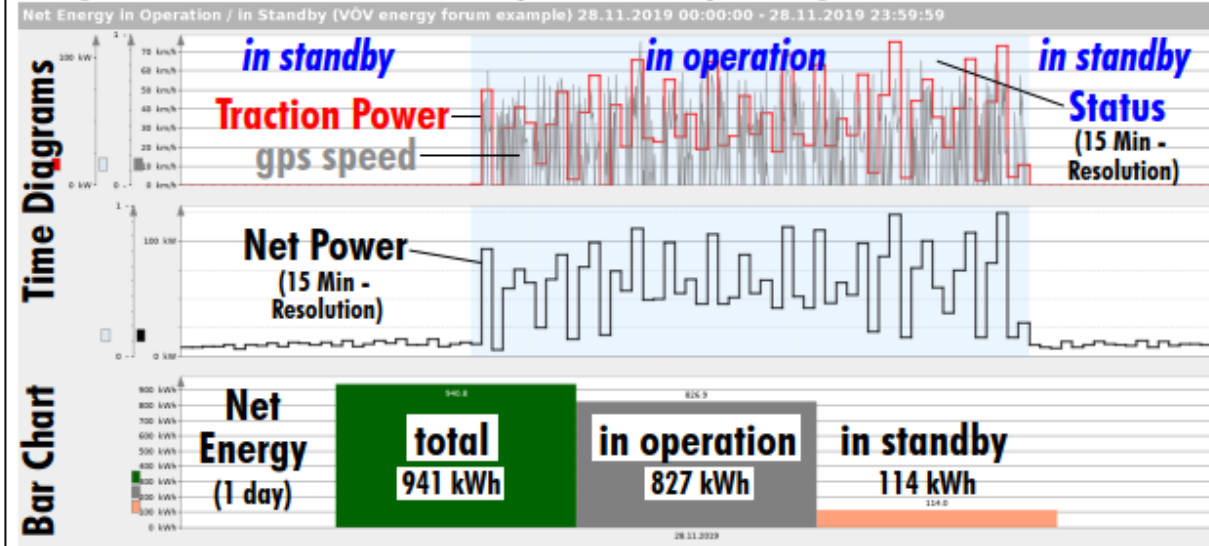 Net Energy in Operation / in Standby (VÖV energy forum example) 28.11.2019 00:00:00 - 28.11.2019 23:59:59
Time Diagrams
100 kW
0 kW
1
0
70 km/h
60 km/h
50 km/h
40 km/h
30 km/h
20 km/h
10 km/h
0 km/h
in standby
in operation
in standby
Traction Power
gps speed
Status
(15 Min -
Resolution)
1
0
100 kW
0 kW
Net Power
(15 Min -
Resolution)
Bar Chart
900 kWh
800 kWh
700 kWh
600 kWh
500 kWh
400 kWh
300 kWh
200 kWh
100 kWh
0 kWh
Net
Energy
(1 day)
940.8
total
941 kWh
826.9
in operation
827 kWh
in standby
114 kWh
114.0
28.11.2019